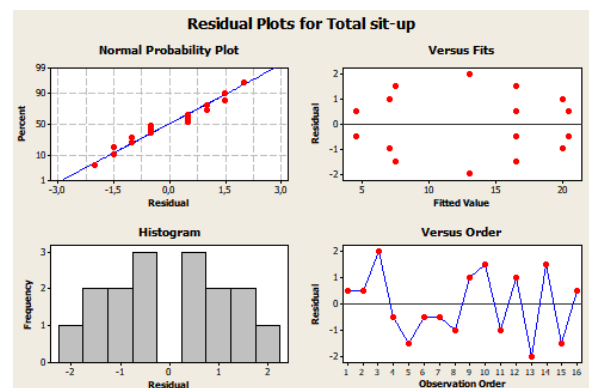 Residual Plots for Total sit-up
Normal Probability Plot
99
90
50
10
1
Percent
-3,0 -1,5 0,0 1,5 3,0
Residual
Versus Fits
2
1
0
-1
-2
Residual
5 10 15 20
Fitted Value
Histogram
3
2
1
0
Frequency
-2 -1 0 1 2
Residual
Versus Order
2
1
0
-1
-2
Residual
1 2 3 4 5 6 7 8 9 10 11 12 13 14 15 16
Observation Order